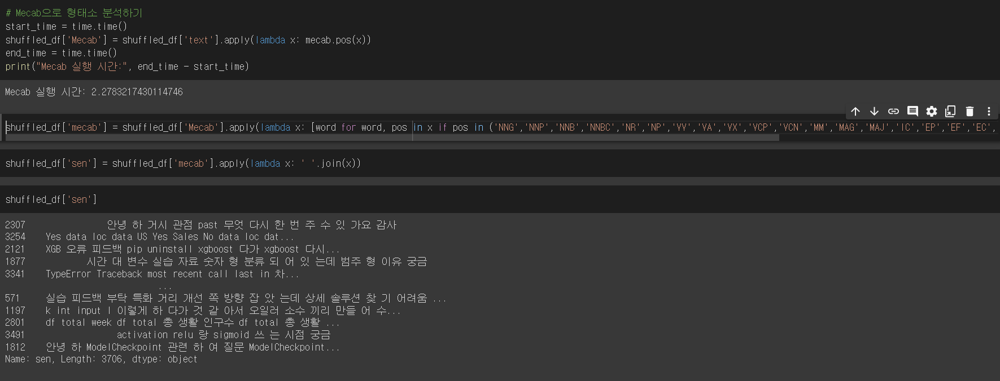 # Mecab으로 형태소 분석하기
start_time = time.time()
shuffled_df['Mecab'] = shuffled_df['text'].apply(lambda x: mecab.pos(x))
end_time = time.time()
print("Mecab 실행 시간:", end_time - start_time)
Mecab 실행 시간: 2.2783217430114746
shuffled_df['mecab'] = shuffled_df['Mecab'].apply(lambda x: [word for word, pos in x if pos in ('NNG','NNP','NNB','NNBC','NR','NP','VV','VA','VX','VCP','VCN','MM','MAG','MAJ','IC','EP','EF','EC',
shuffled_df['sen'] = shuffled_df['mecab'].apply(lambda x: ' '.join(x))
shuffled_df['sen']
2307 안녕 하 거시 관점 past 무엇 다시 한 번 주 수 있 가요 감사
3254 Yes data loc data US Yes Sales No data loc dat...
2121 XGB 오류 피드백 pip uninstall xgboost 다가 xgboost 다시...
1877 시간 대 변수 실습 자료 숫자 형 분류 되 어 있 는데 범주 형 이유 궁금
3341 TypeError Traceback most recent call last in 차...
...
571 실습 피드백 부탁 특화 거리 개선 쪽 방향 잡 았 는데 상세 솔루션 찾 기 어려움 ...
1197 k int input l 이렇게 하 다가 것 같 아서 오일러 소수 끼리 만들 어 수...
2801 df total week df total 총 생활 인구수 df total 총 생활 ...
3491 activation relu 랑 sigmoid 쓰 는 시점 궁금
1812 안녕 하 ModelCheckpoint 관련 하 여 질문 ModelCheckpoint...
Name: sen, Length: 3706, dtype: object